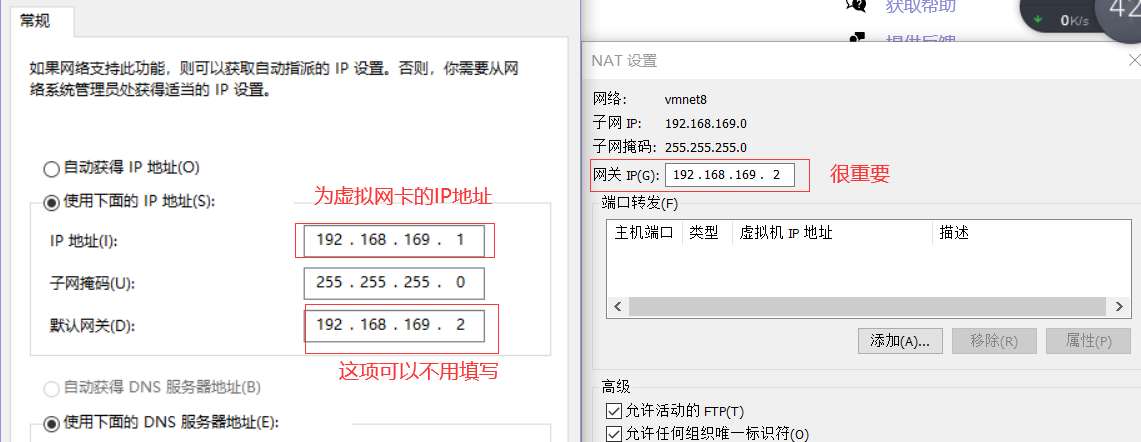 常规
如果网络支持此功能，则可以获取自动指派的 IP 设置。否则，你需要从网
络系统管理员处获得适当的 IP 设置。
自动获得 IP 地址(O)
使用下面的 IP 地址(S):
为虚拟网卡的IP地址
IP 地址(I):
192 . 168 . 169 . 1
子网掩码(U):
255 . 255 . 255 . 0
默认网关(D):
192 . 168 . 169 . 2
这项可以不用填写
自动获得 DNS 服务器地址(B)
使用下面的 DNS 服务器地址(E):
获取帮助
提供反馈
0K/s
42
NAT 设置
网络: vmnet8
子网 IP: 192.168.169.0
子网掩码: 255.255.255.0
网关 IP(G): 192 . 168 . 169 . 2
很重要
端口转发(F)
主机端口 类型 虚拟机 IP 地址 描述
添加(A)... 移除(R) 属性(P)
高级
允许活动的 FTP(T)
允许任何组织唯一标识符(O)